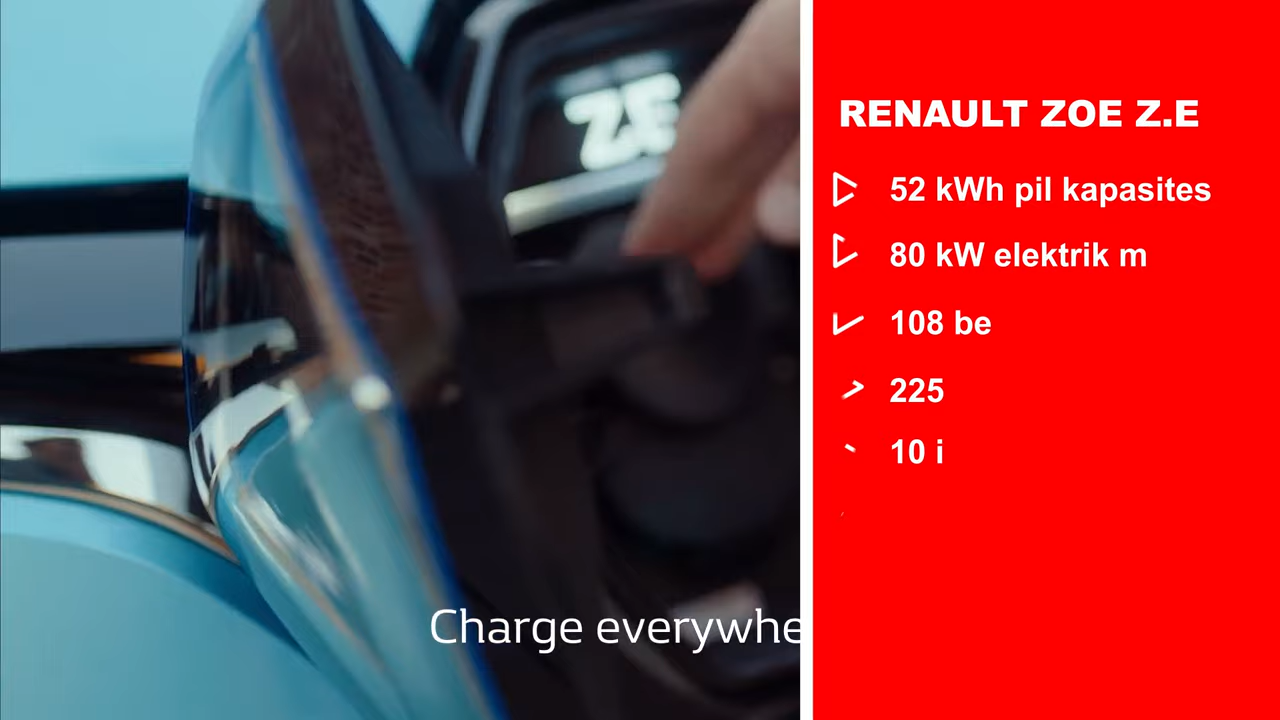 Z.E
Charge everywhe
RENAULT ZOE Z.E
52 kWh pil kapasites
80 kW elektrik m
108 be
225
10 i